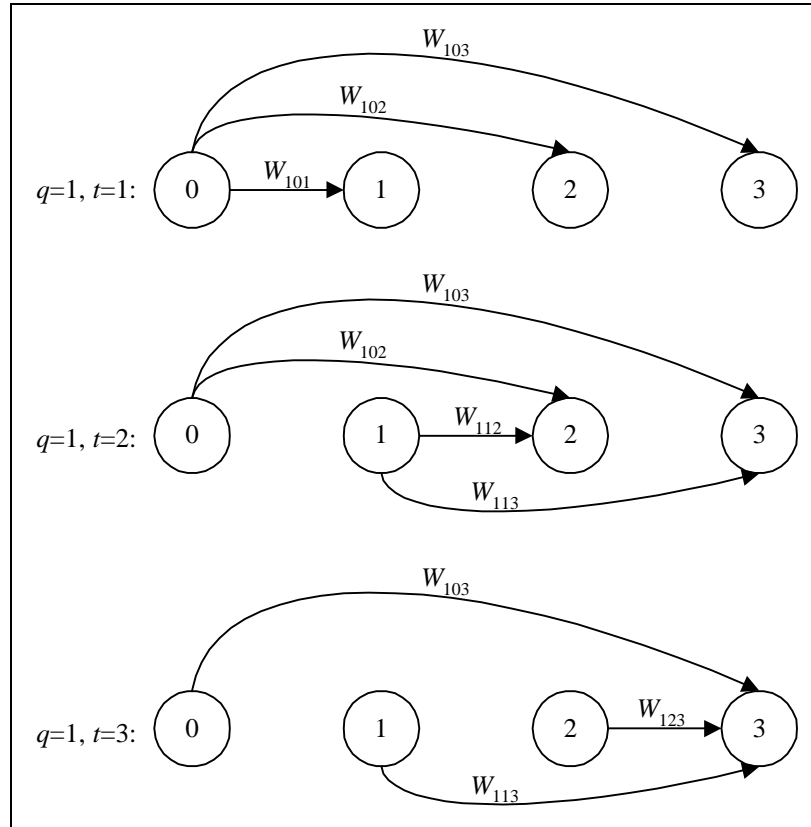 W₁₀₃
W₁₀₂
q=1, t=1: 0 W₁₀₁ 1 2 3
W₁₀₃
W₁₀₂
q=1, t=2: 0 1 W₁₁₂ 2 3
W₁₁₃
W₁₀₃
q=1, t=3: 0 1 2 W₁₂₃ 3
W₁₁₃